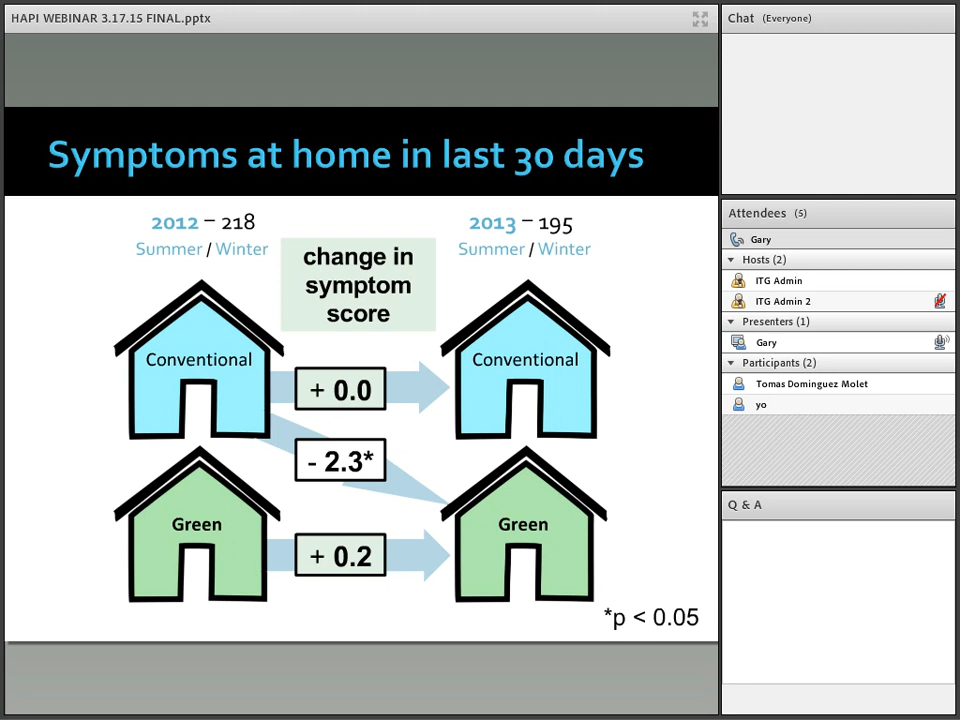 HAPI WEBINAR 3.17.15 FINAL.pptx
Symptoms at home in last 30 days
2012 – 218
Summer / Winter
2013 – 195
Summer / Winter
change in
symptom
score
Conventional
Conventional
+ 0.0
- 2.3*
Green
Green
+ 0.2
*p < 0.05
Chat (Everyone)
Attendees (5)
Gary
Hosts (2)
ITG Admin
ITG Admin 2
Presenters (1)
Gary
Participants (2)
Tomas Dominguez Molet
yo
Q & A